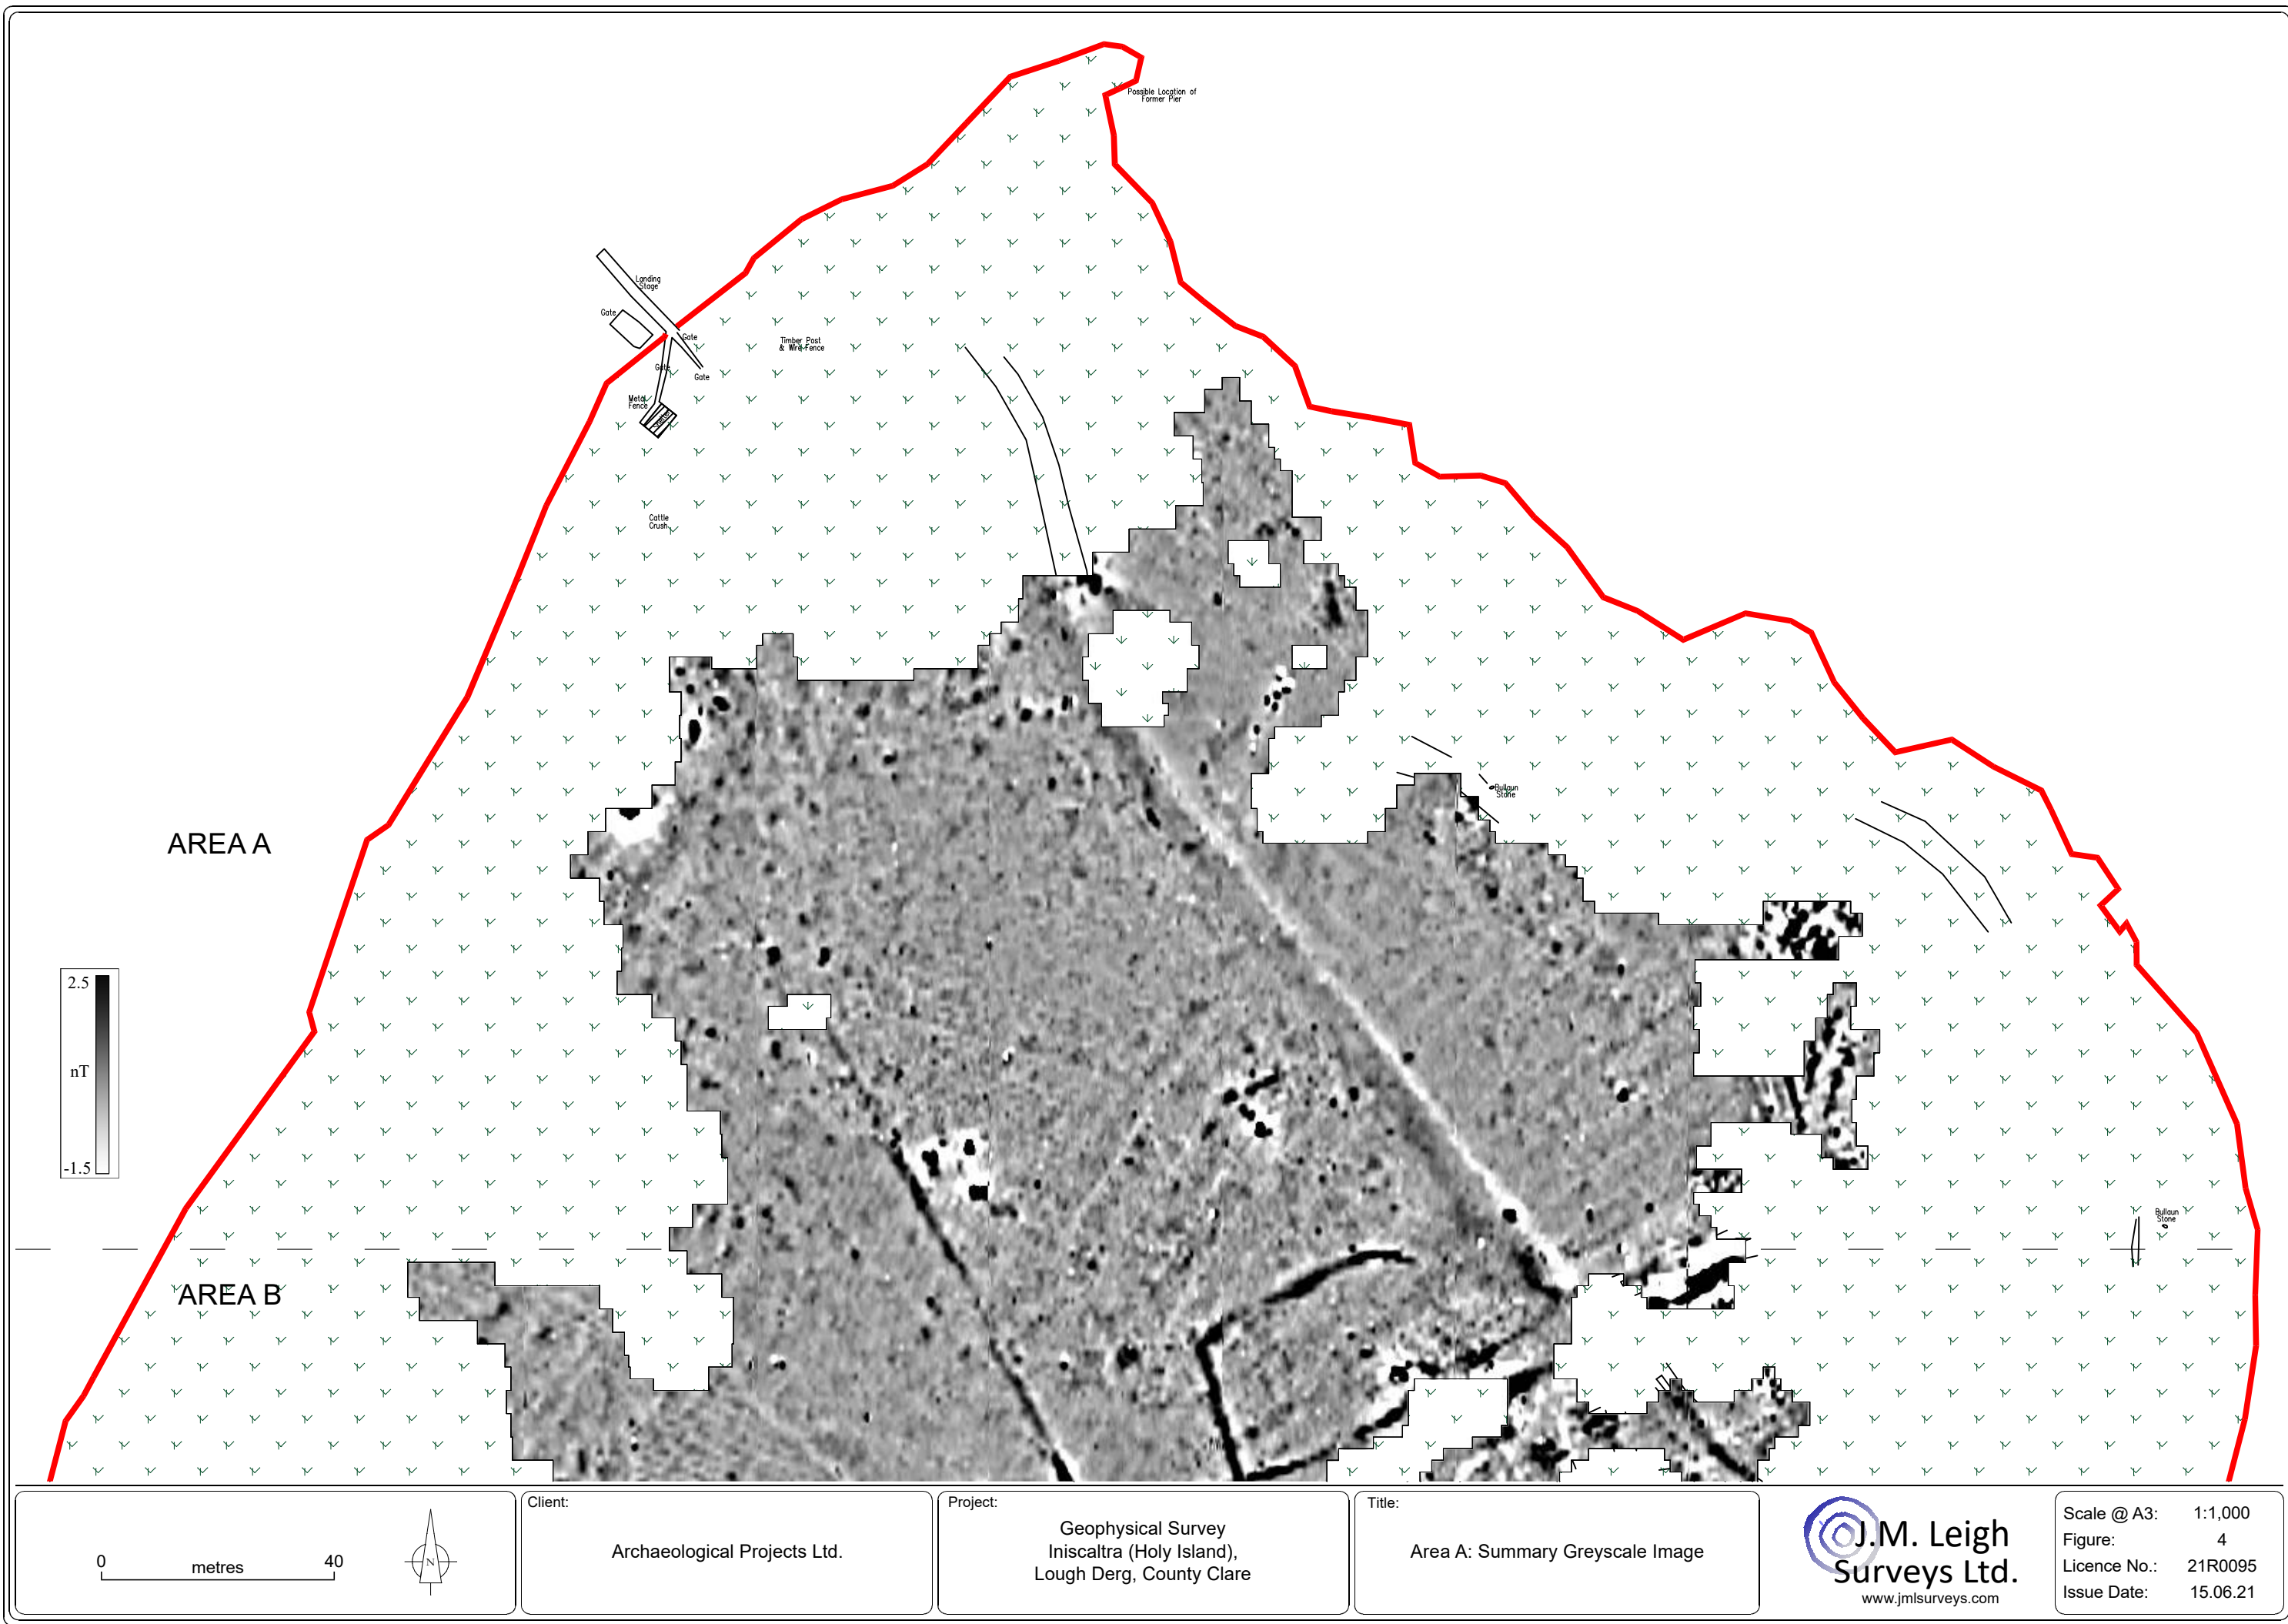 Possible Location of
Former Pier
Landing
Stage
Gate
Gate
Timber Post
& Wire Fence
Gate
Gate
Metal
Fence
Cattle
Crush
Bullaun
Stone
AREA A
2.5
nT
-1.5
Bullaun
Stone
AREA B
0
metres
40
N
Client:
Archaeological Projects Ltd.
Project:
Geophysical Survey
Iniscaltra (Holy Island),
Lough Derg, County Clare
Title:
Area A: Summary Greyscale Image
J.M. Leigh
Surveys Ltd.
www.jmlsurveys.com
Scale @ A3: 1:1,000
Figure: 4
Licence No.: 21R0095
Issue Date: 15.06.21